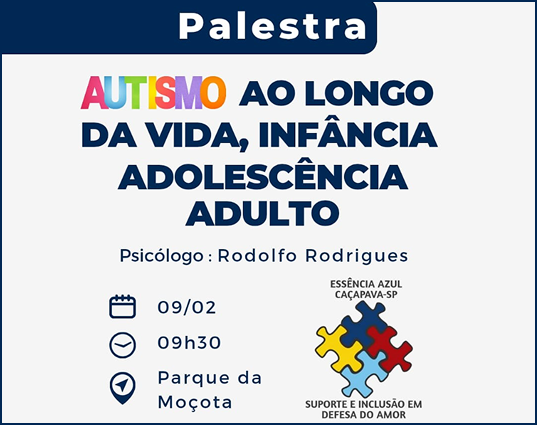 Palestra
AUTISMO AO LONGO
DA VIDA, INFÂNCIA
ADOLESCÊNCIA
ADULTO
Psicólogo : Rodolfo Rodrigues
09/02
09h30
Parque da
Moçota
ESSÊNCIA AZUL
CAÇAPAVA-SP
SUPORTE E INCLUSÃO EM
DEFESA DO AMOR